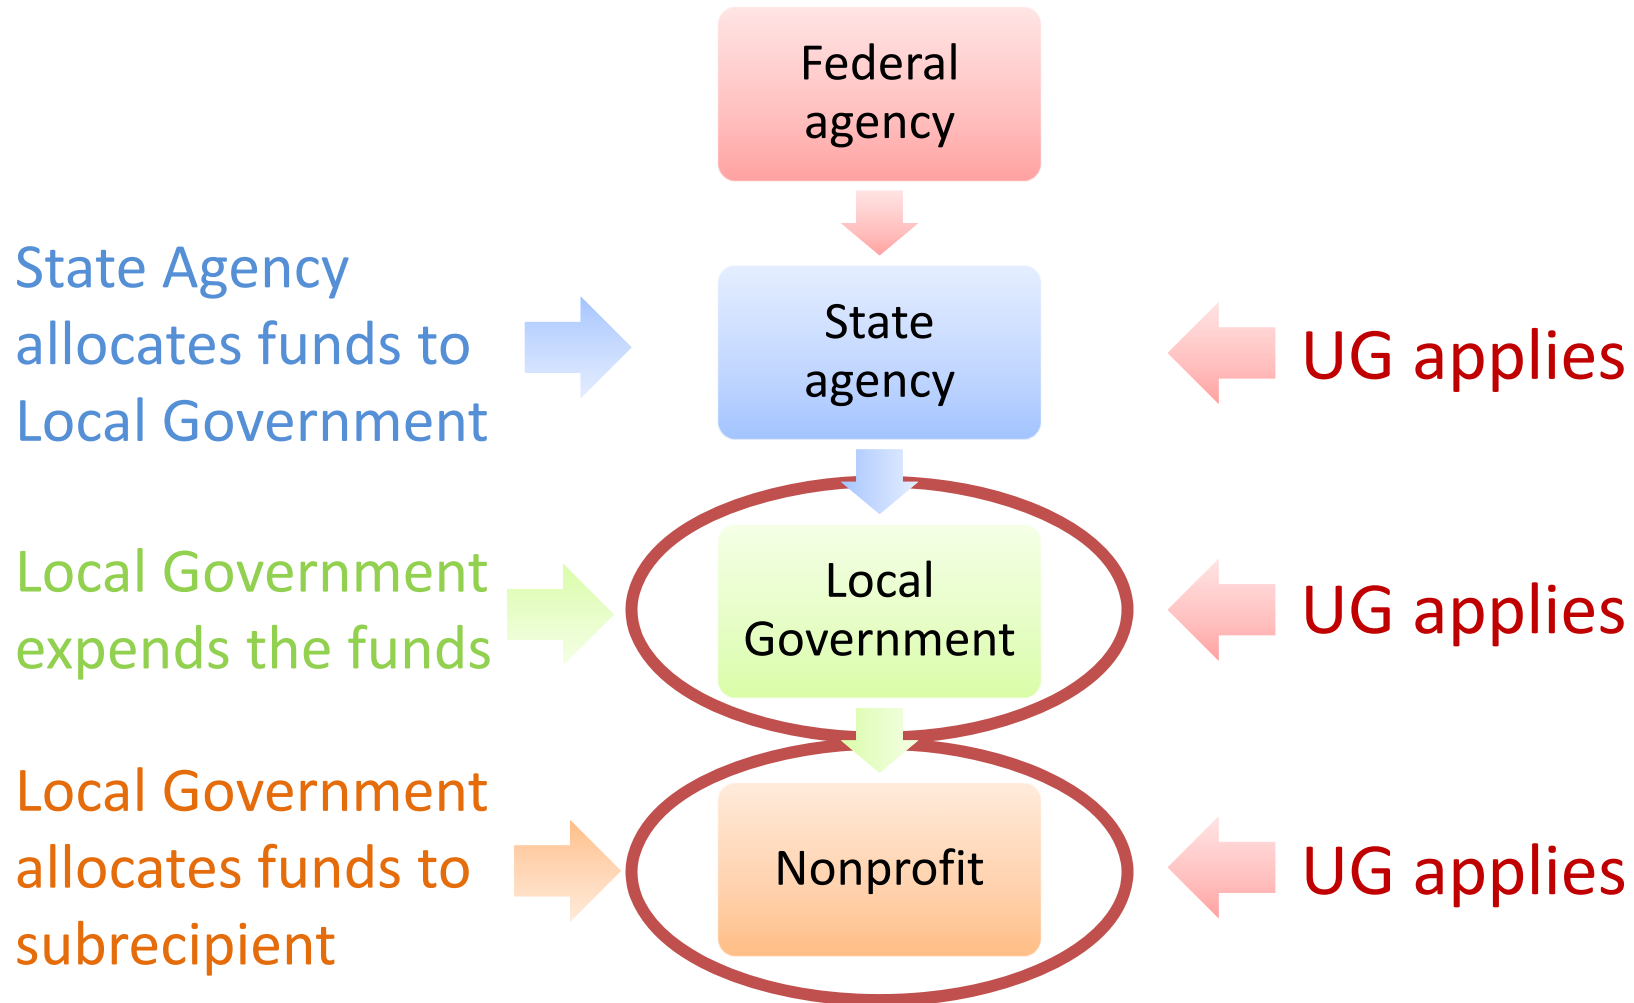 Federal
agency
State Agency
allocates funds to
Local Government
State
agency
UG applies
Local Government
expends the funds
Local
Government
UG applies
Local Government
allocates funds to
subrecipient
Nonprofit
UG applies